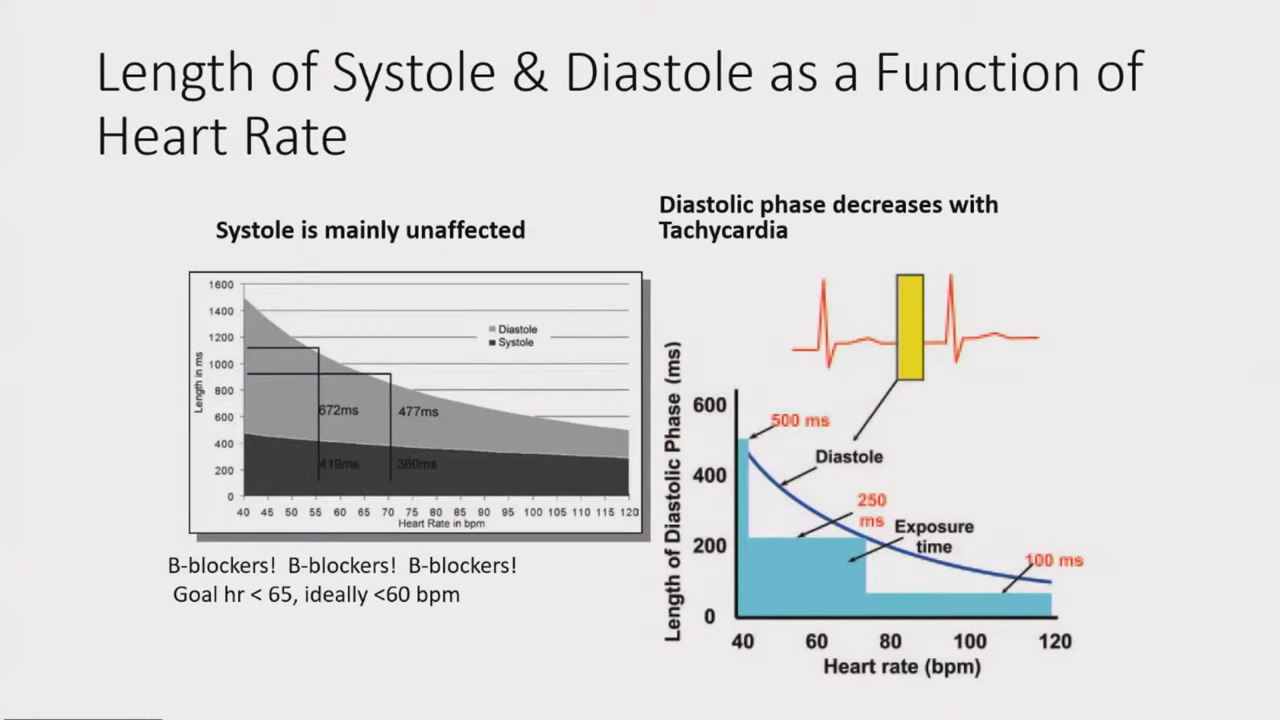 Length of Systole & Diastole as a Function of
Heart Rate
Systole is mainly unaffected
1600
1400
1200
1000
800
600
400
200
0
Length in ms
Diastole
Systole
672ms
477ms
419ms
380ms
40 45 50 55 60 65 70 75 80 85 90 95 100 105 110 115 120
Heart Rate in bpm
B-blockers! B-blockers! B-blockers!
Goal hr < 65, ideally <60 bpm
Diastolic phase decreases with
Tachycardia
Length of Diastolic Phase (ms)
600
400
200
0
500 ms
Diastole
250
ms
Exposure
time
100 ms
40 60 80 100 120
Heart rate (bpm)